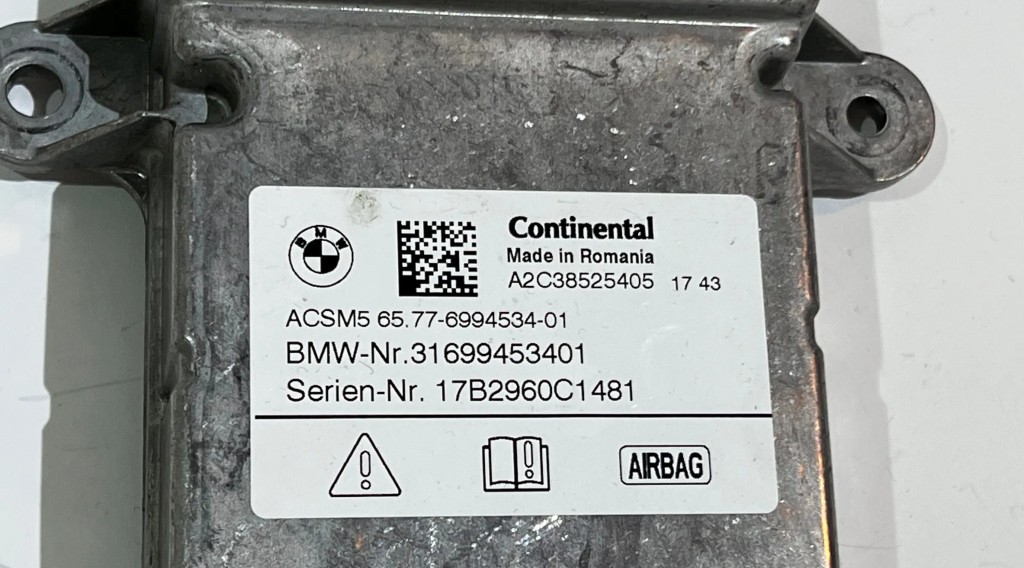 BMW
Continental
Made in Romania
A2C38525405 17 43
ACSM5 65.77-6994534-01
BMW-Nr.31699453401
Serien-Nr. 17B2960C1481
AIRBAG